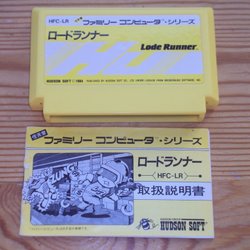 HFC-LR
ファミリー コンピュータ・シリーズ
ロードランナー
Lode Runner
HUDSON SOFT © 1984
ファミリー コンピュータ・シリーズ
ロードランナー
〈HFC-LR〉
取扱説明書
HUDSON SOFT